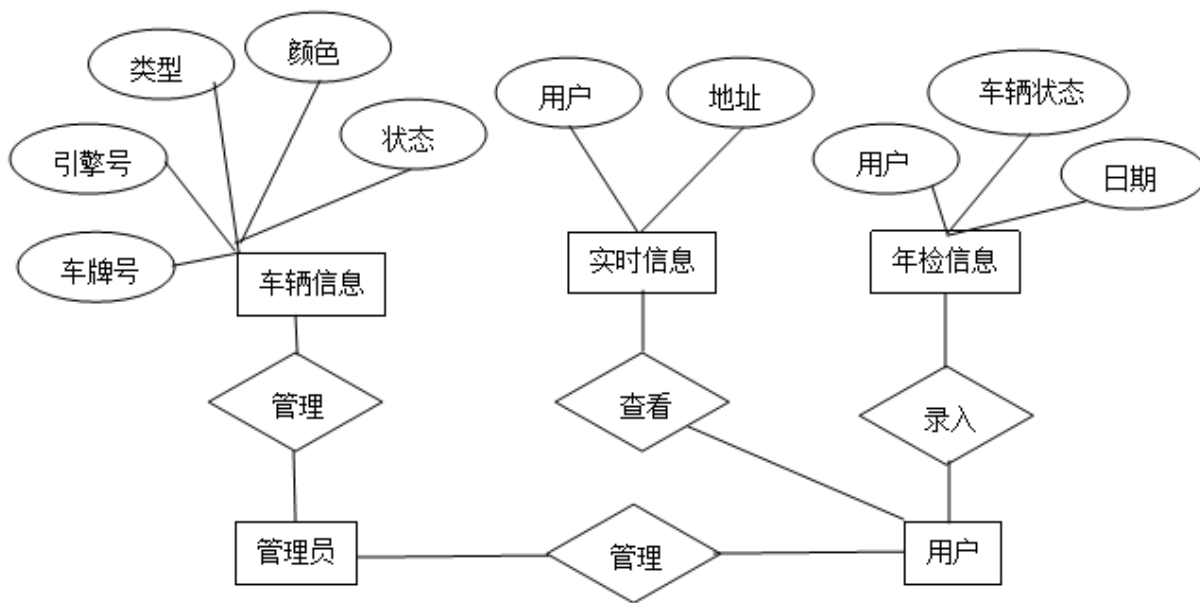 类型
颜色
用户
地址
车辆状态
引擎号
状态
用户
日期
车牌号
车辆信息
实时信息
年检信息
管理
查看
录入
管理员
管理
用户